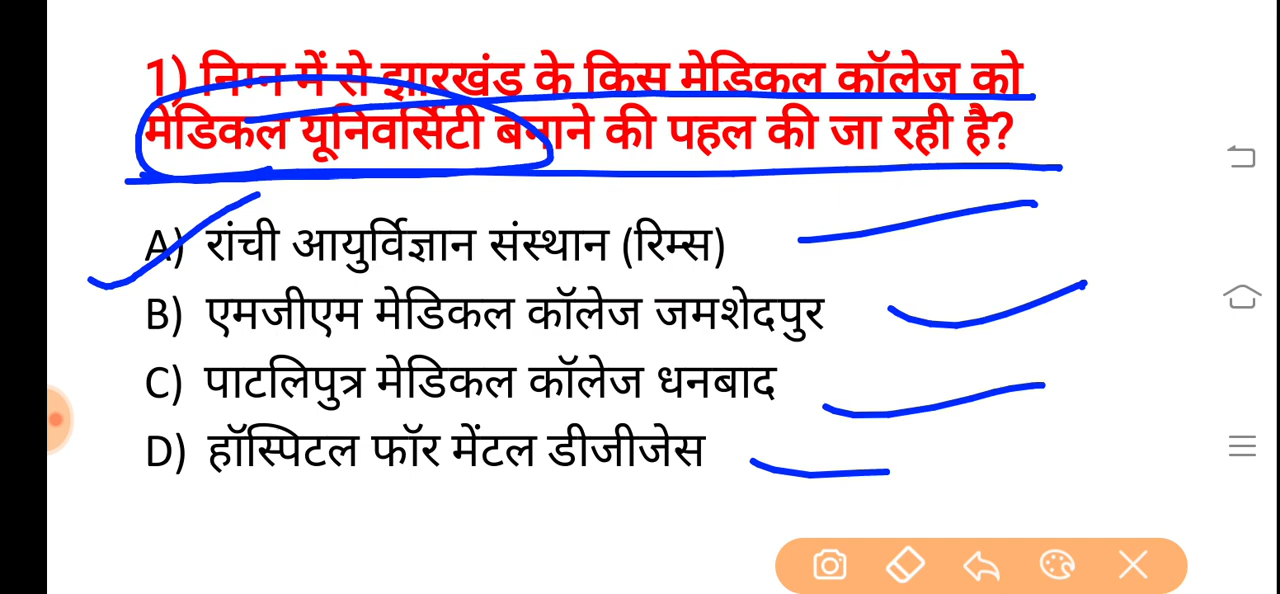 1) निम्न में से झारखंड के किस मेडिकल कॉलेज को
मेडिकल यूनिवर्सिटी बनाने की पहल की जा रही है?
A) रांची आयुर्विज्ञान संस्थान (रिम्स)
B) एमजीएम मेडिकल कॉलेज जमशेदपुर
C) पाटलिपुत्र मेडिकल कॉलेज धनबाद
D) हॉस्पिटल फॉर मेंटल डीजीजेस